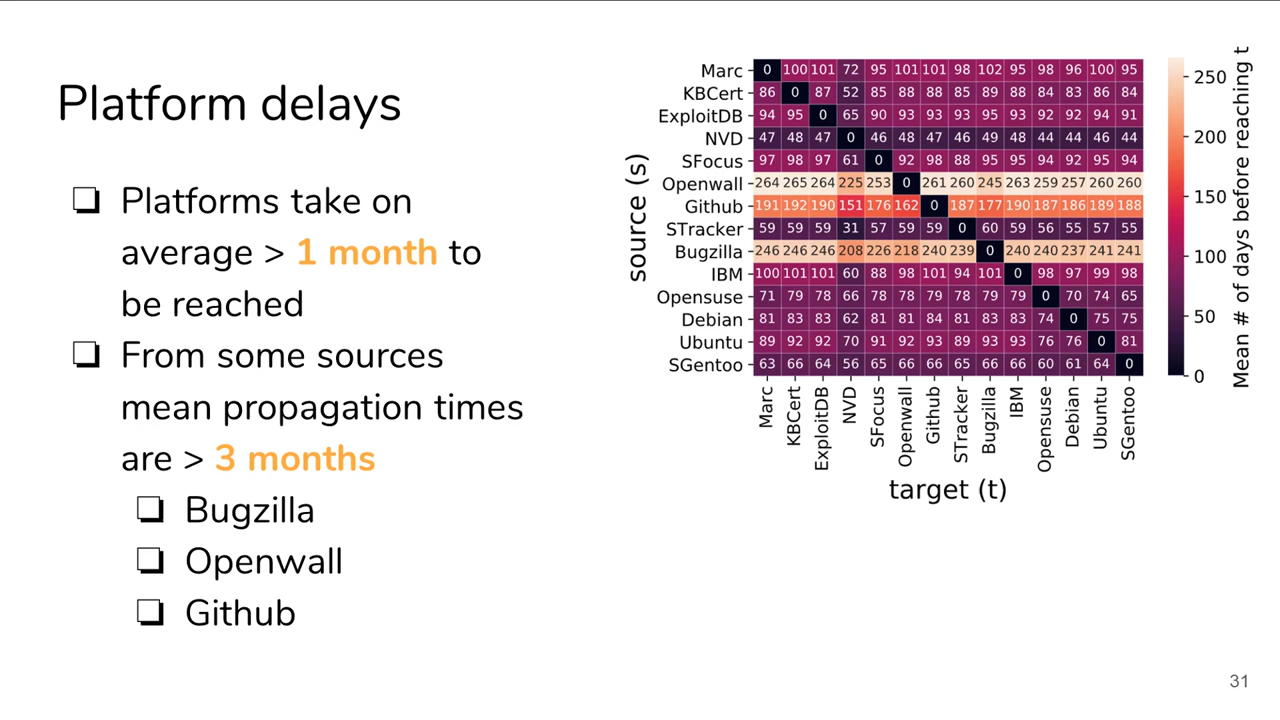 Platform delays
❏ Platforms take on
average > 1 month to
be reached
❏ From some sources
mean propagation times
are > 3 months
❏ Bugzilla
❏ Openwall
❏ Github
source (s)
Marc 0 100 101 72 95 101 101 98 102 95 98 96 100 95
KBCert 86 0 87 52 85 88 88 85 89 88 84 83 86 84
ExploitDB 94 95 0 65 90 93 93 93 95 93 92 92 94 91
NVD 47 48 47 0 46 48 47 46 49 48 44 44 46 44
SFocus 97 98 97 61 0 92 98 88 95 95 94 92 95 94
Openwall 264 265 264 225 253 0 261 260 245 263 259 257 260 260
Github 191 192 190 151 176 162 0 187 177 190 187 186 189 188
STracker 59 59 59 31 57 59 59 0 60 59 56 55 57 55
Bugzilla 246 246 246 208 226 218 240 239 0 240 240 237 241 241
IBM 100 101 101 60 88 98 101 94 101 0 98 97 99 98
Opensuse 71 79 78 66 78 78 79 78 79 79 0 70 74 65
Debian 81 83 83 62 81 81 84 81 83 83 74 0 75 75
Ubuntu 89 92 92 70 91 92 93 89 93 93 76 76 0 81
SGentoo 63 66 64 56 65 66 66 65 66 66 60 61 64 0
Marc KBCert ExploitDB NVD SFocus Openwall Github STracker Bugzilla IBM Opensuse Debian Ubuntu SGentoo
target (t)
250
200
150
100
50
0
Mean # of days before reaching t
31